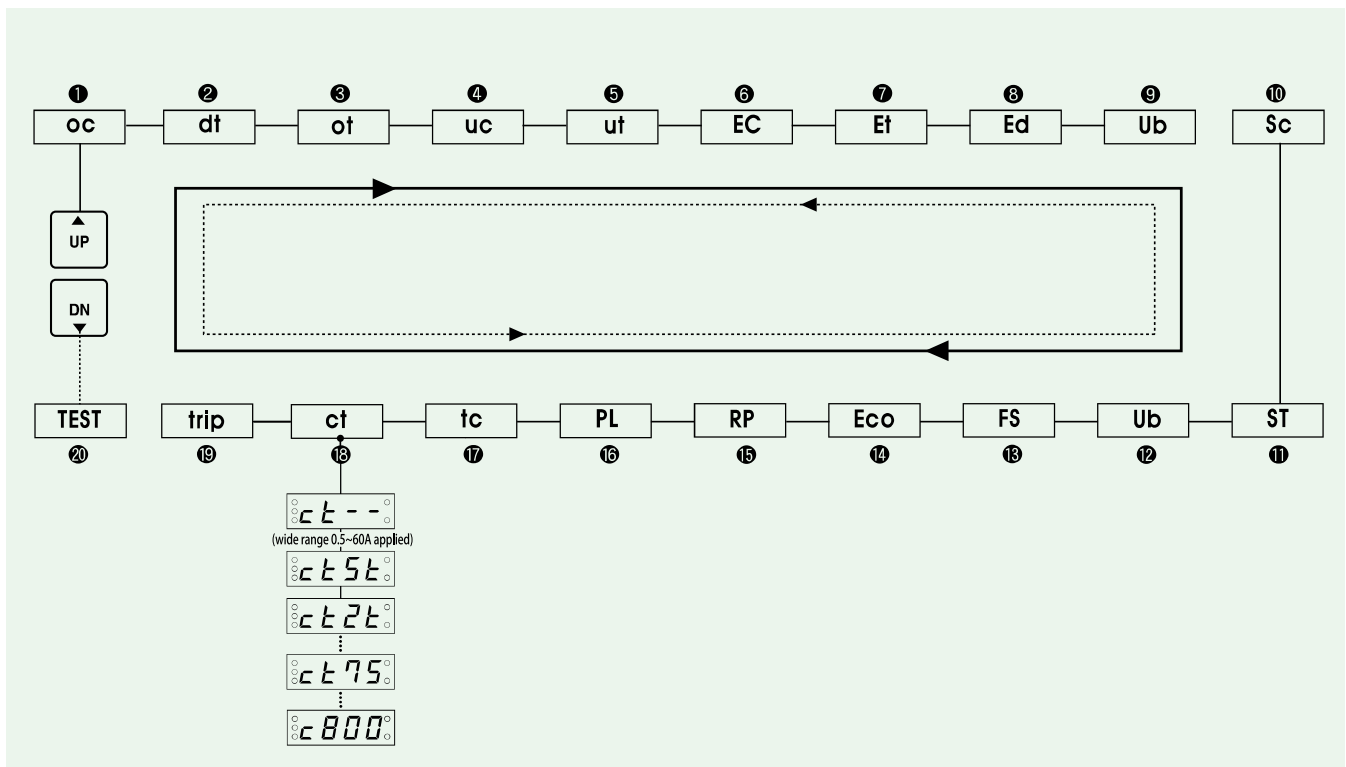 ❶ ❷ ❸ ❹ ❺ ❻ ❼ ❽ ❾ ❿
oc dt ot uc ut EC Et Ed Ub Sc
UP
DN
TEST trip ct tc PL RP Eco FS Ub ST
⓴ ⓳ ⓲ ⓱ ⓰ ⓯ ⓮ ⓭ ⓬ ⓫
ct--
(wide range 0.5~60A applied)
ct5t
ct2t
ct75
c800